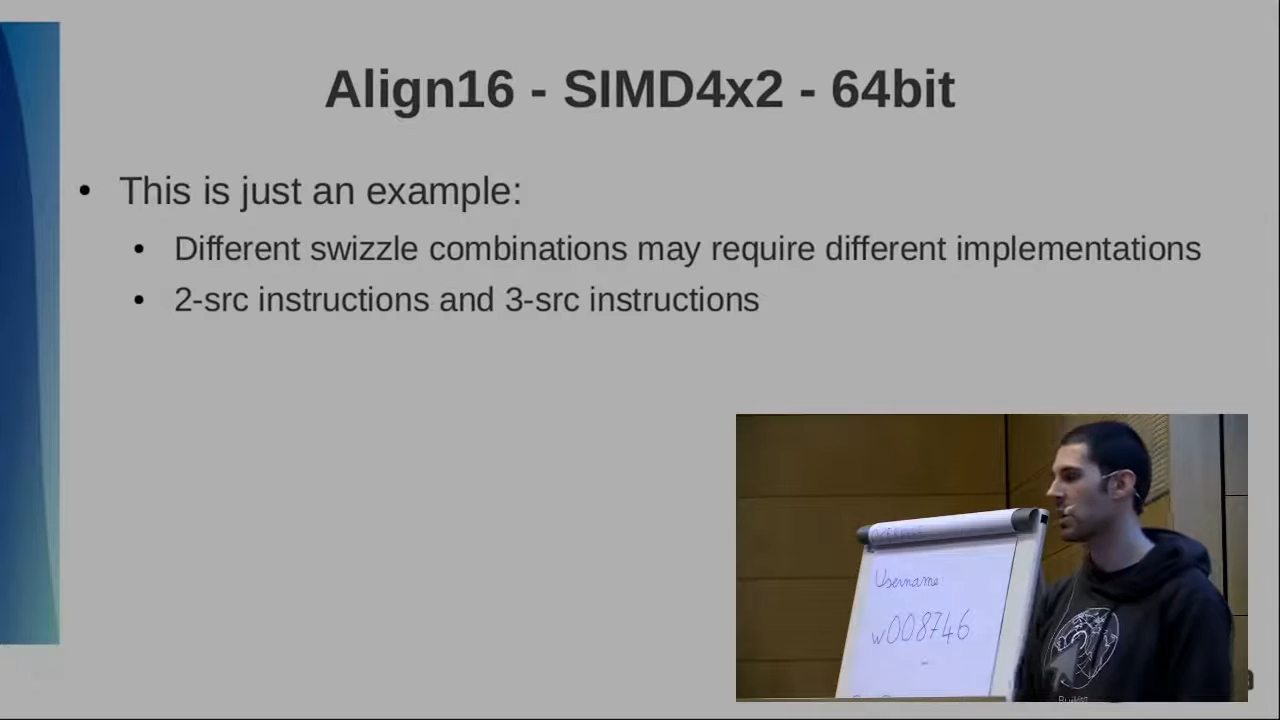 Align16 - SIMD4x2 - 64bit
This is just an example:
Different swizzle combinations may require different implementations
2-src instructions and 3-src instructions
Username
w008746